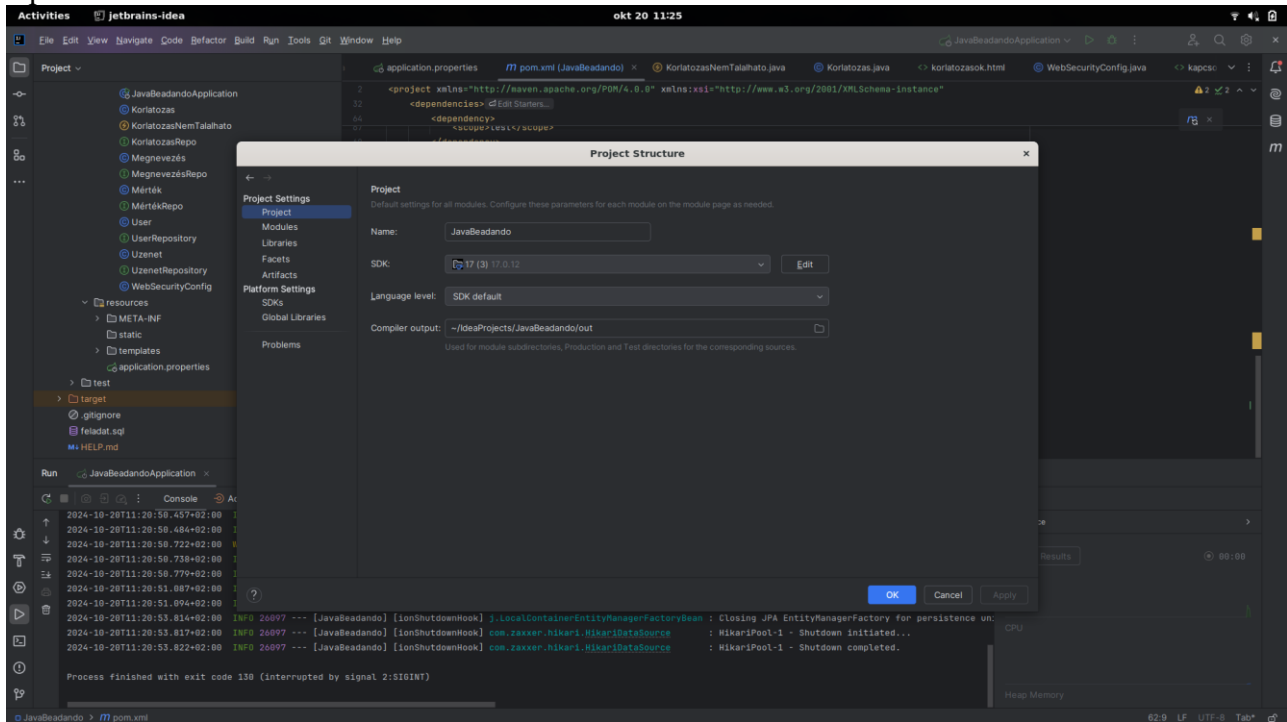 Activities jetbrains-idea okt 20 11:25
File Edit View Navigate Code Refactor Build Run Tools Git Window Help JavaBeadandoApplication
Project
application.properties pom.xml (JavaBeadando) KorlatozasNemTalalhato.java Korlatozas.java korlatozasok.html WebSecurityConfig.java kapcsc
2 <project xmlns="http://maven.apache.org/POM/4.0.0" xmlns:xsi="http://www.w3.org/2001/XMLSchema-instance" 2 2
32 <dependencies> Edit Starters...
64 <dependency>
87 <scope>test</scope>
JavaBeadandoApplication
Korlatozas
KorlatozasNemTalalhato
KorlatozasRepo
Megnevezés
MegnevezésRepo
Mérték
MértékRepo
User
UserRepository
Uzenet
UzenetRepository
WebSecurityConfig
resources
META-INF
static
templates
application.properties
test
target
.gitignore
feladat.sql
HELP.md
Project Structure
Project Settings
Project
Modules
Libraries
Facets
Artifacts
Platform Settings
SDKs
Global Libraries
Problems
Project
Default settings for all modules. Configure these parameters for each module on the module page as needed.
Name: JavaBeadando
SDK: 17 (3) 17.0.12 Edit
Language level: SDK default
Compiler output: ~/IdeaProjects/JavaBeadando/out
Used for module subdirectories, Production and Test directories for the corresponding sources.
? OK Cancel Apply
Run JavaBeadandoApplication
Console
2024-10-20T11:20:50.457+02:00
2024-10-20T11:20:50.484+02:00
2024-10-20T11:20:50.722+02:00
2024-10-20T11:20:50.738+02:00
2024-10-20T11:20:50.779+02:00
2024-10-20T11:20:51.087+02:00
2024-10-20T11:20:51.094+02:00
2024-10-20T11:20:53.814+02:00 INFO 26097 --- [JavaBeadando] [ionShutdownHook] j.LocalContainerEntityManagerFactoryBean : Closing JPA EntityManagerFactory for persistence un
2024-10-20T11:20:53.817+02:00 INFO 26097 --- [JavaBeadando] [ionShutdownHook] com.zaxxer.hikari.HikariDataSource : HikariPool-1 - Shutdown initiated...
2024-10-20T11:20:53.822+02:00 INFO 26097 --- [JavaBeadando] [ionShutdownHook] com.zaxxer.hikari.HikariDataSource : HikariPool-1 - Shutdown completed.
Process finished with exit code 130 (interrupted by signal 2:SIGINT)
Results 00:00
CPU
Heap Memory
JavaBeadando > pom.xml 62:9 LF UTF-8 Tab*